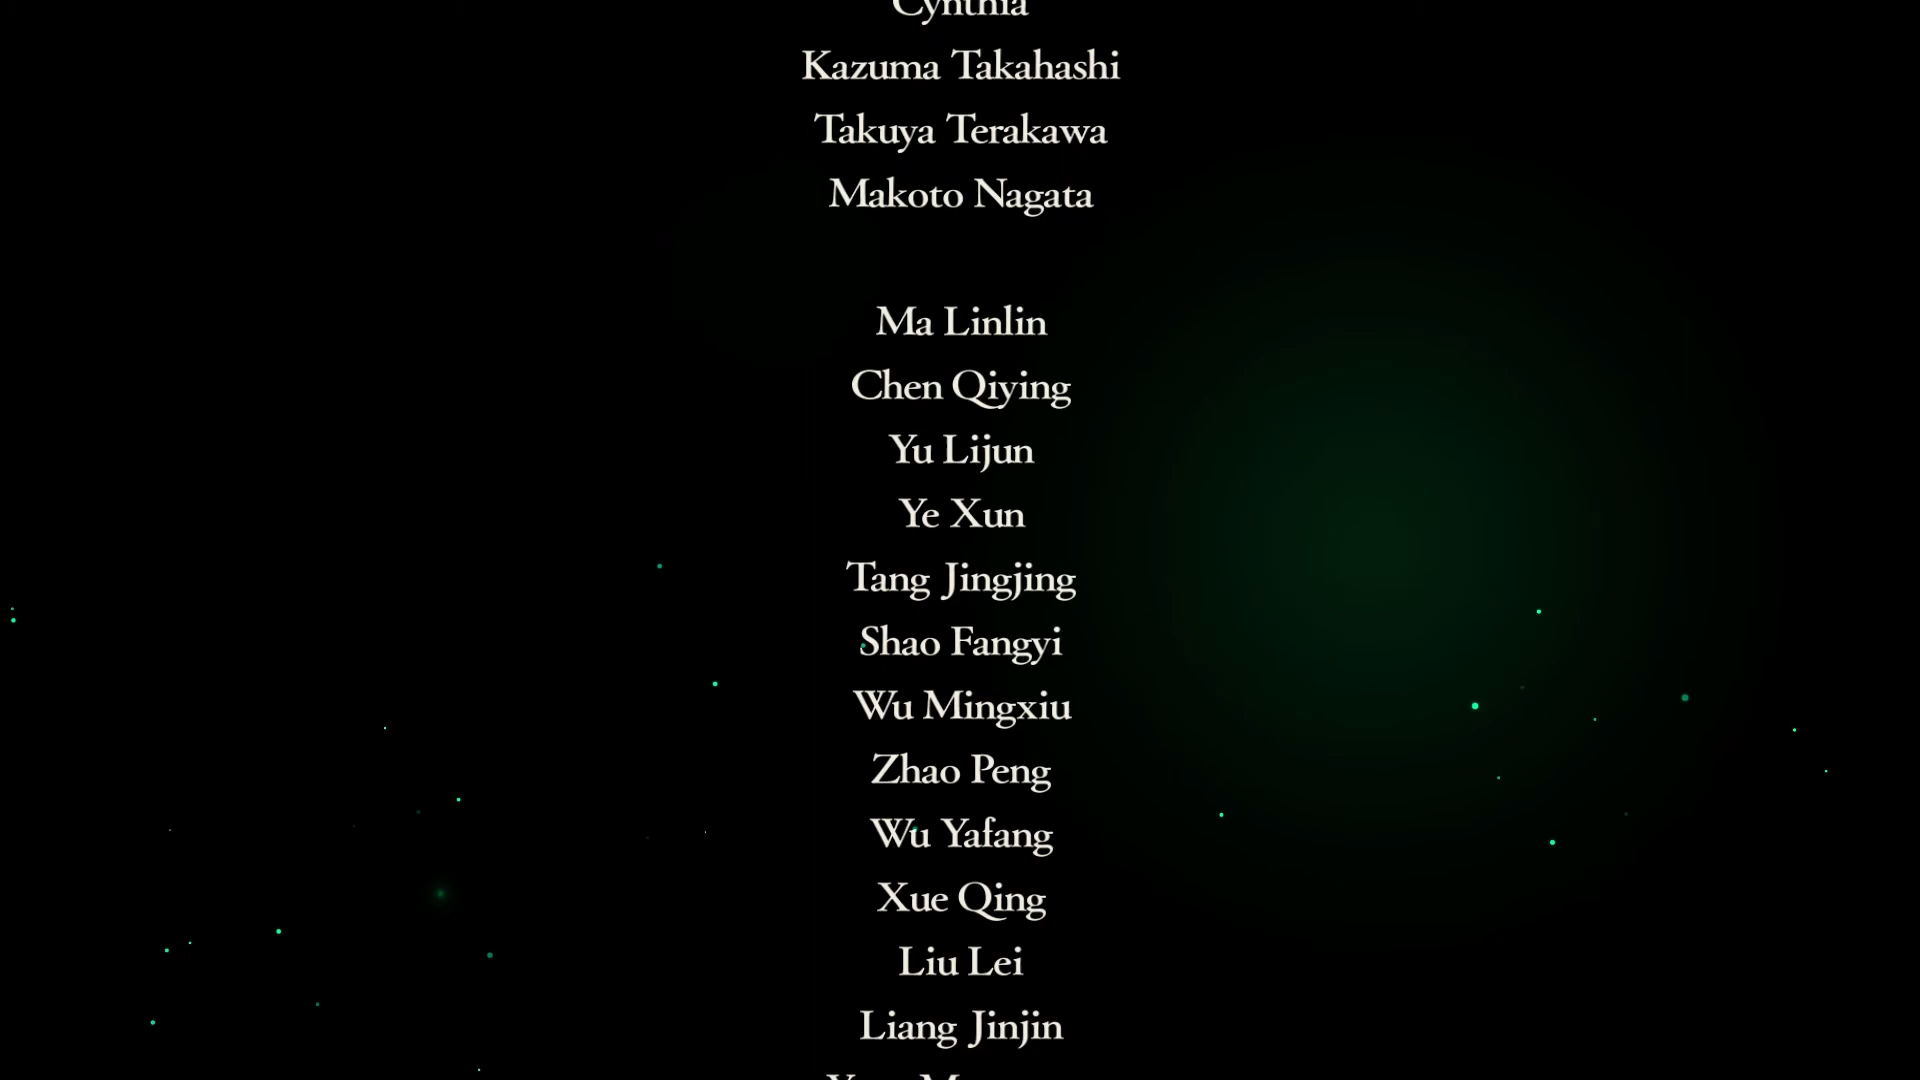 Cynthia
Kazuma Takahashi
Takuya Terakawa
Makoto Nagata
Ma Linlin
Chen Qiying
Yu Lijun
Ye Xun
Tang Jingjing
Shao Fangyi
Wu Mingxiu
Zhao Peng
Wu Yafang
Xue Qing
Liu Lei
Liang Jinjin